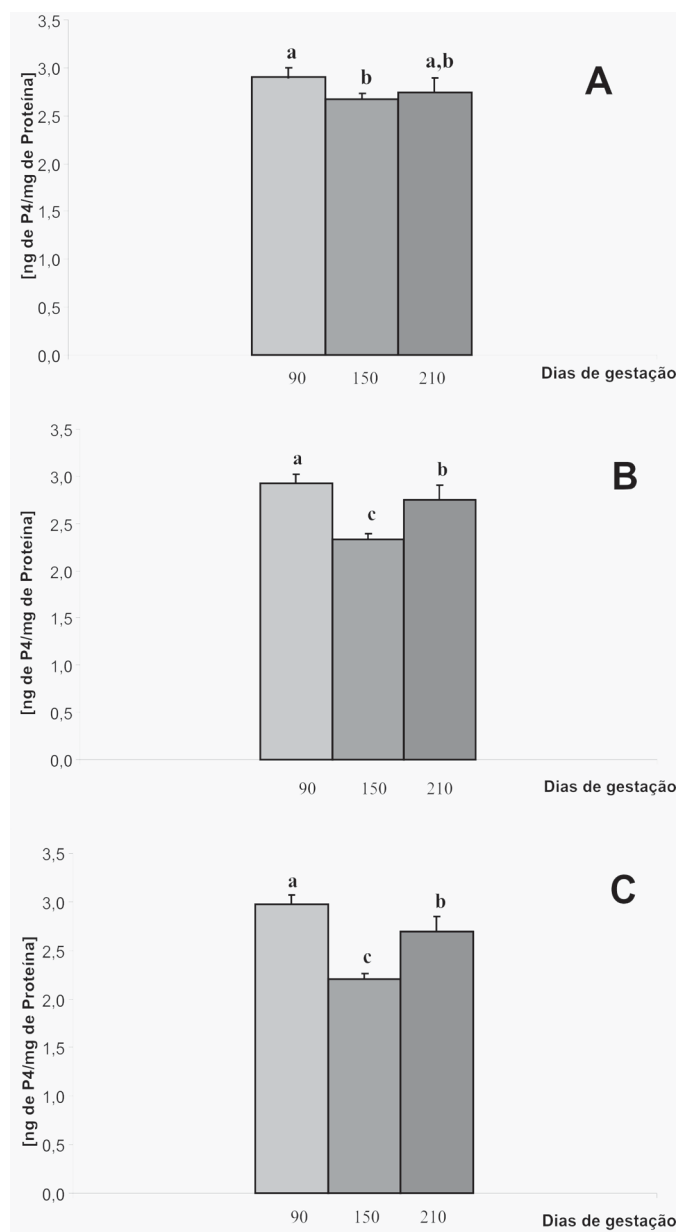 3,5
3,0
2,5
2,0
1,5
1,0
0,5
0,0
[ng de P4/mg de Proteína]
a
b
a,b
A
90 150 210
Dias de gestação
3,5
3,0
2,5
2,0
1,5
1,0
0,5
0,0
[ng de P4/mg de Proteína]
a
c
b
B
90 150 210
Dias de gestação
3,5
3,0
2,5
2,0
1,5
1,0
0,5
0,0
[ng de P4/mg de Proteína]
a
c
b
C
90 150 210
Dias de gestação